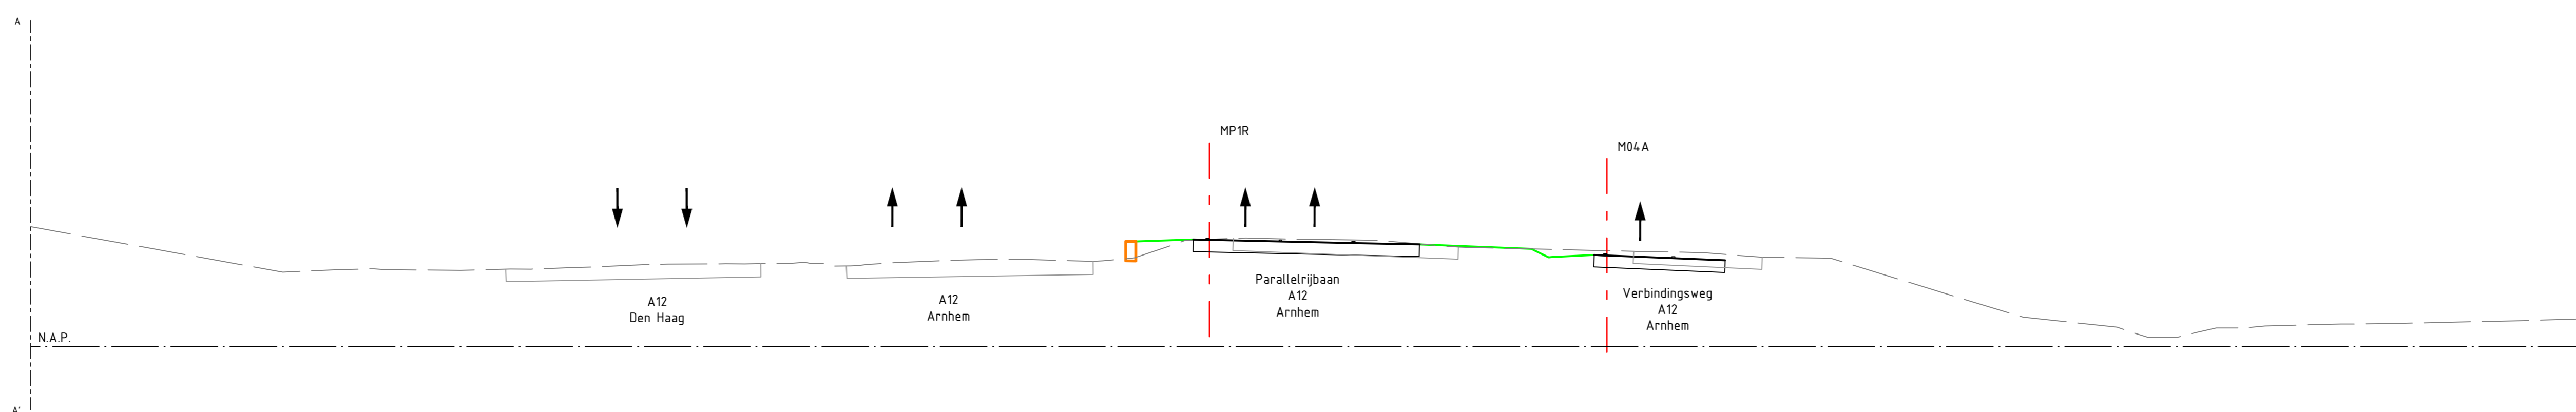 A
MP1R
M04A
A12
Den Haag
A12
Arnhem
Parallelrijbaan
A12
Arnhem
Verbindingsweg
A12
Arnhem
N.A.P.
A'